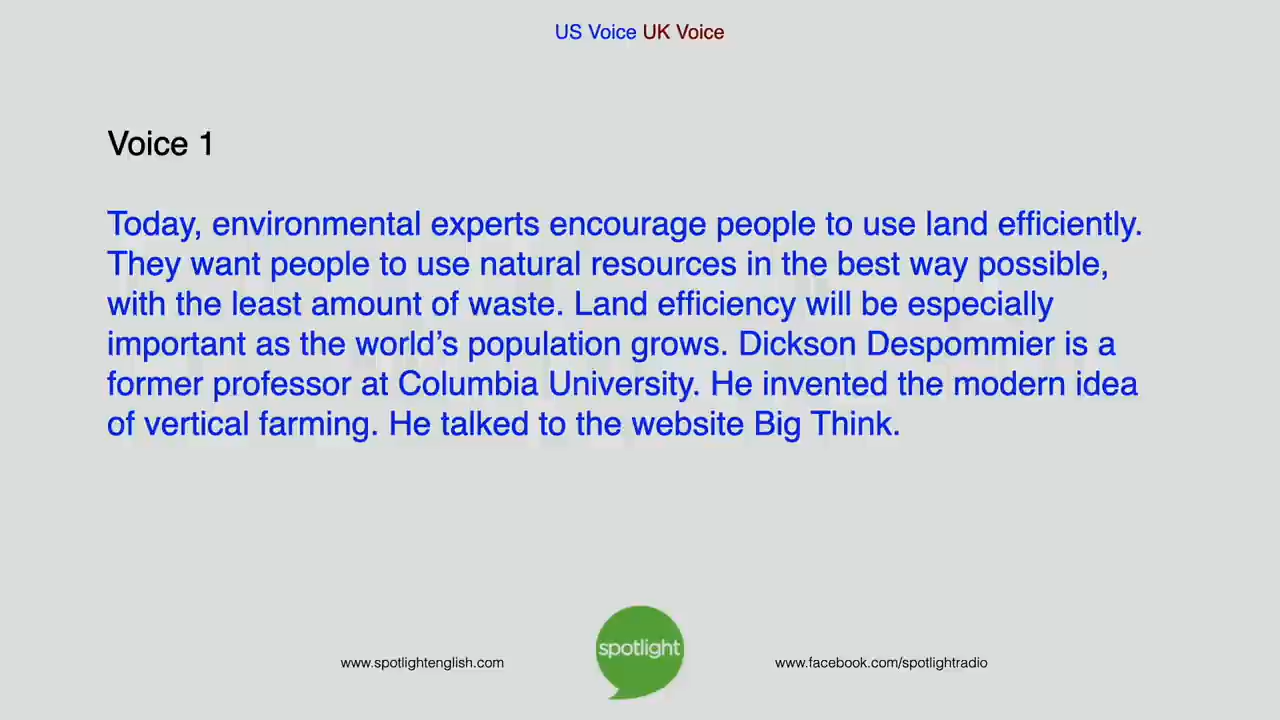 US Voice UK Voice
Voice 1
Today, environmental experts encourage people to use land efficiently.
They want people to use natural resources in the best way possible,
with the least amount of waste. Land efficiency will be especially
important as the world’s population grows. Dickson Despommier is a
former professor at Columbia University. He invented the modern idea
of vertical farming. He talked to the website Big Think.
spotlight
www.spotlightenglish.com
www.facebook.com/spotlightradio